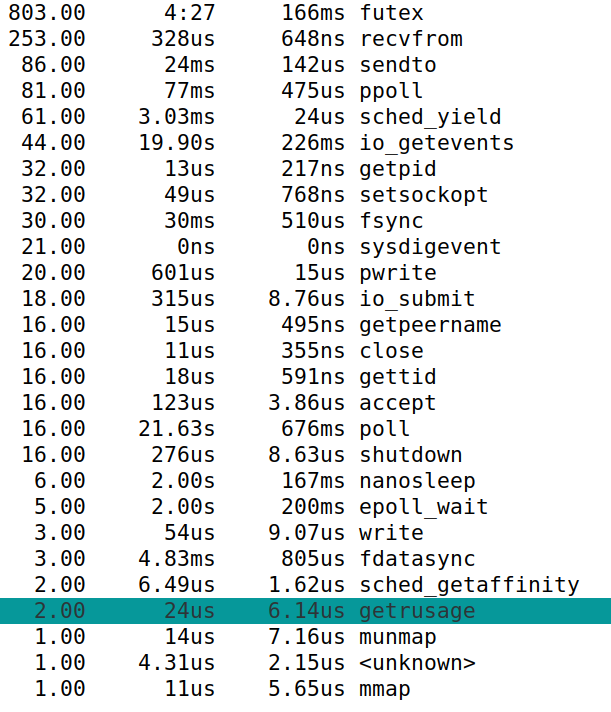 803.00 4:27 166ms futex
253.00 328us 648ns recvfrom
86.00 24ms 142us sendto
81.00 77ms 475us ppoll
61.00 3.03ms 24us sched_yield
44.00 19.90s 226ms io_getevents
32.00 13us 217ns getpid
32.00 49us 768ns setsockopt
30.00 30ms 510us fsync
21.00 0ns 0ns sysdigevent
20.00 601us 15us pwrite
18.00 315us 8.76us io_submit
16.00 15us 495ns getpeername
16.00 11us 355ns close
16.00 18us 591ns gettid
16.00 123us 3.86us accept
16.00 21.63s 676ms poll
16.00 276us 8.63us shutdown
6.00 2.00s 167ms nanosleep
5.00 2.00s 200ms epoll_wait
3.00 54us 9.07us write
3.00 4.83ms 805us fdatasync
2.00 6.49us 1.62us sched_getaffinity
2.00 24us 6.14us getrusage
1.00 14us 7.16us munmap
1.00 4.31us 2.15us <unknown>
1.00 11us 5.65us mmap